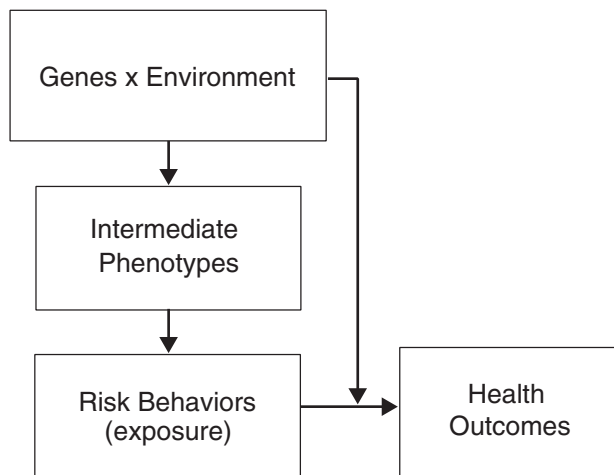 Genes x Environment
Intermediate
Phenotypes
Risk Behaviors
(exposure)
Health
Outcomes